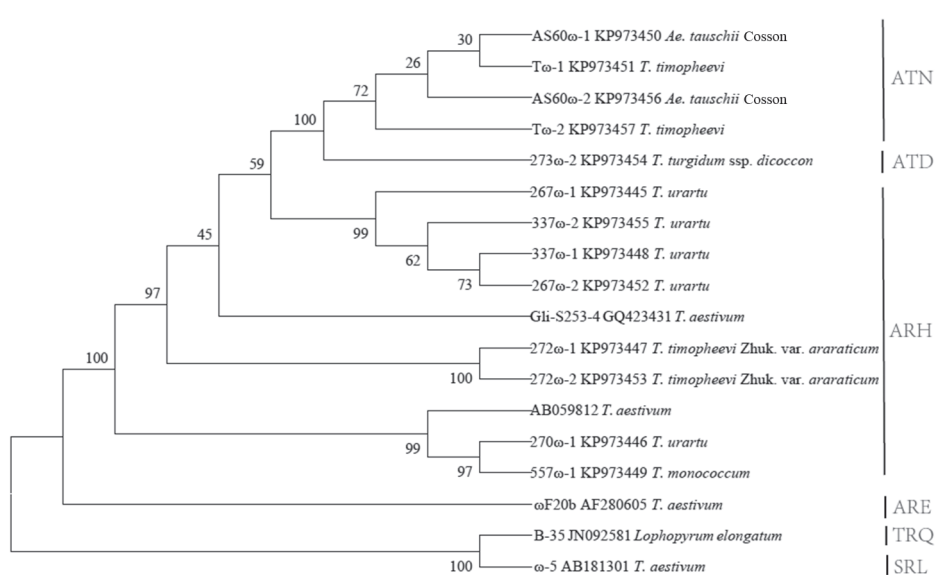 30
AS60ω-1 KP973450 Ae. tauschii Cosson
26
Tω-1 KP973451 T. timopheevi
ATN
72
AS60ω-2 KP973456 Ae. tauschii Cosson
100
Tω-2 KP973457 T. timopheevi
59
273ω-2 KP973454 T. turgidum ssp. dicoccon
ATD
267ω-1 KP973445 T. urartu
45
99
337ω-2 KP973455 T. urartu
62
337ω-1 KP973448 T. urartu
73
267ω-2 KP973452 T. urartu
97
Gli-S253-4 GQ423431 T. aestivum
ARH
100
272ω-1 KP973447 T. timopheevi Zhuk. var. araraticum
100
272ω-2 KP973453 T. timopheevi Zhuk. var. araraticum
AB059812 T. aestivum
99
270ω-1 KP973446 T. urartu
97
557ω-1 KP973449 T. monococcum
ωF20b AF280605 T. aestivum
ARE
B-35 JN092581 Lophopyrum elongatum
TRQ
100
ω-5 AB181301 T. aestivum
SRL